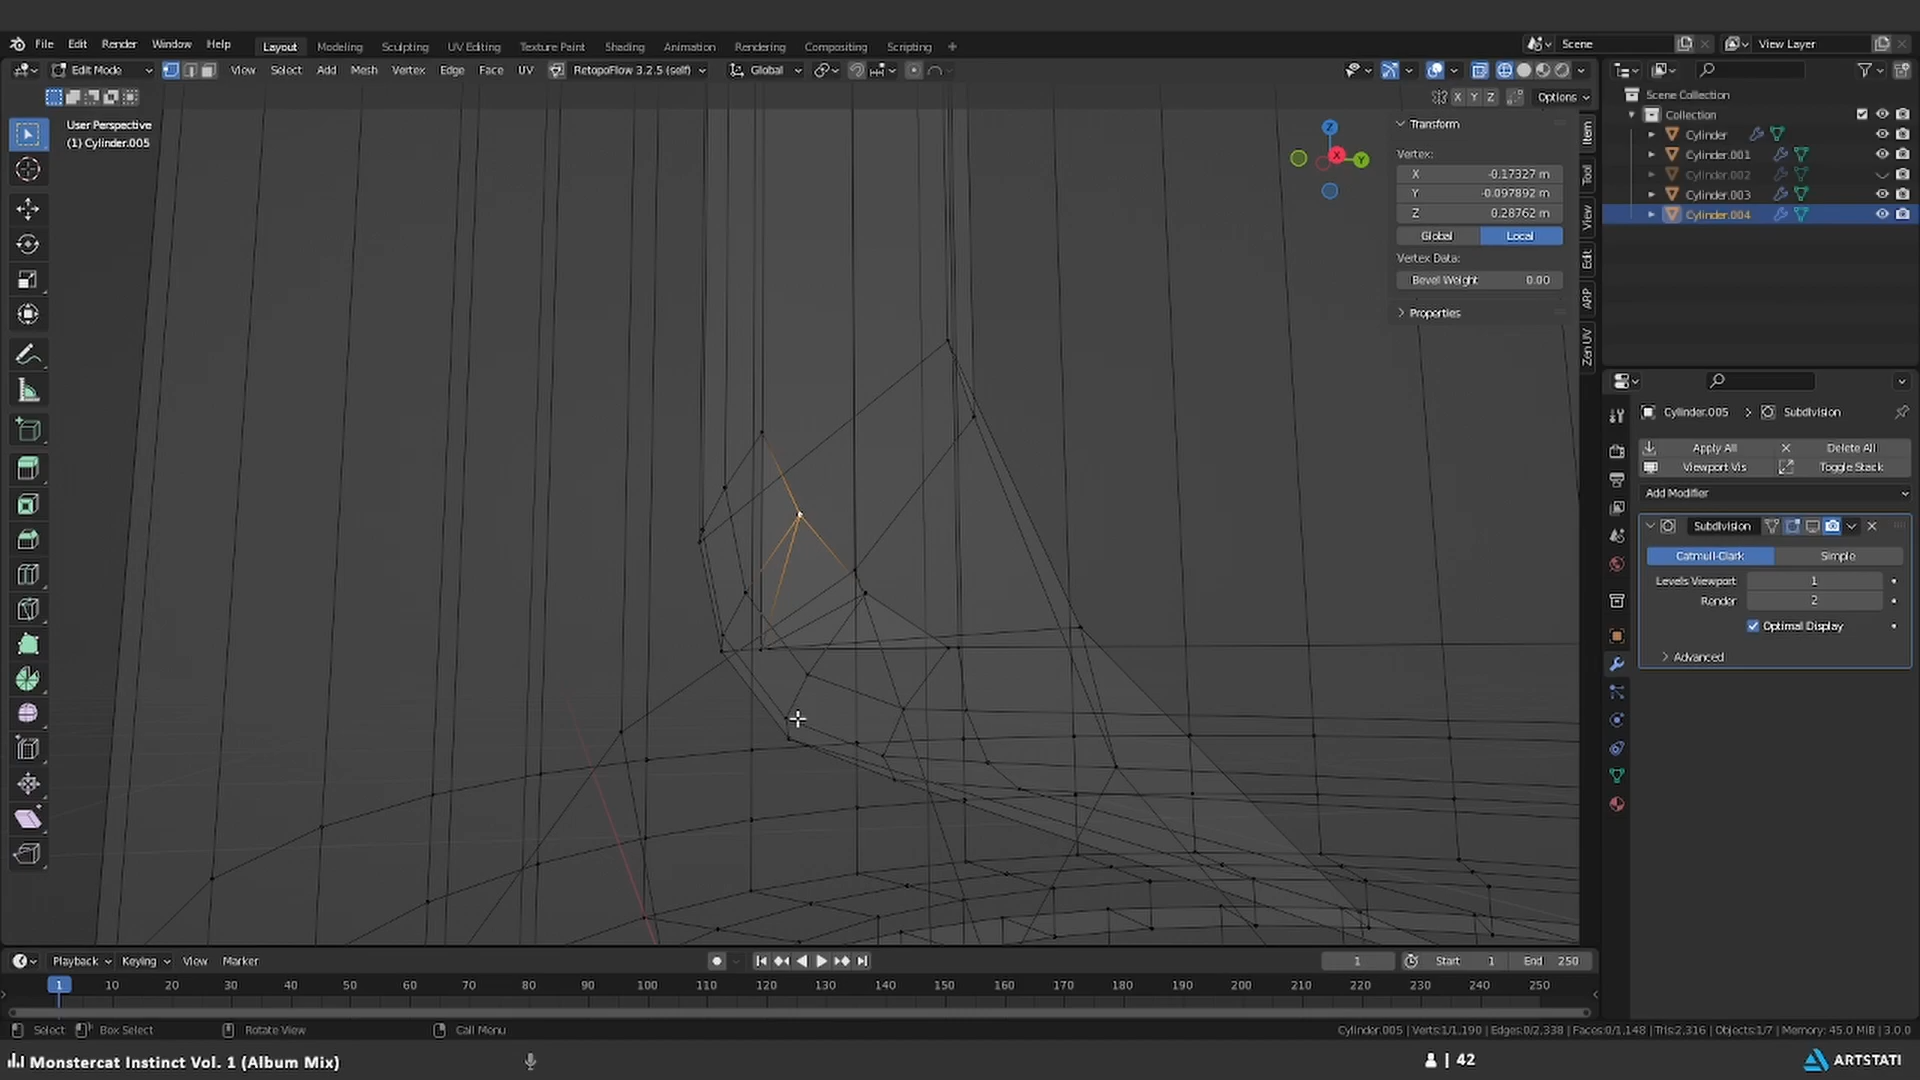 File Edit Render Window Help Layout Modeling Sculpting UV Editing Texture Paint Shading Animation Rendering Compositing Scripting + Scene View Layer
Edit Mode View Select Add Mesh Vertex Edge Face UV RetopoFlow 3.2.5 (self) Global
X Y Z Options
User Perspective
(1) Cylinder.005
Z
X
Y
Transform
Vertex:
X -0.17327 m
Y -0.097892 m
Z 0.28762 m
Global Local
Vertex Data:
Bevel Weight 0.00
Properties
Item
Tool
View
Edit
ARP
Zen UV
Scene Collection
Collection
Cylinder
Cylinder.001
Cylinder.002
Cylinder.003
Cylinder.004
Cylinder.005 > Subdivision
Apply All Delete All
Viewport Vis Toggle Stack
Add Modifier
Subdivision
Catmull-Clark Simple
Levels Viewport 1
Render 2
Optimal Display
Advanced
Playback Keying View Marker 1 Start 1 End 250
1 10 20 30 40 50 60 70 80 90 100 110 120 130 140 150 160 170 180 190 200 210 220 230 240 250
Select Box Select Rotate View Call Menu Cylinder.005 | Verts:1/1,190 | Edges:0/2,338 | Faces:0/1,148 | Tris:2,316 | Objects:1/7 | Memory: 45.0 MiB | 3.0.0
Monstercat Instinct Vol. 1 (Album Mix) | 42 ARTSTATI